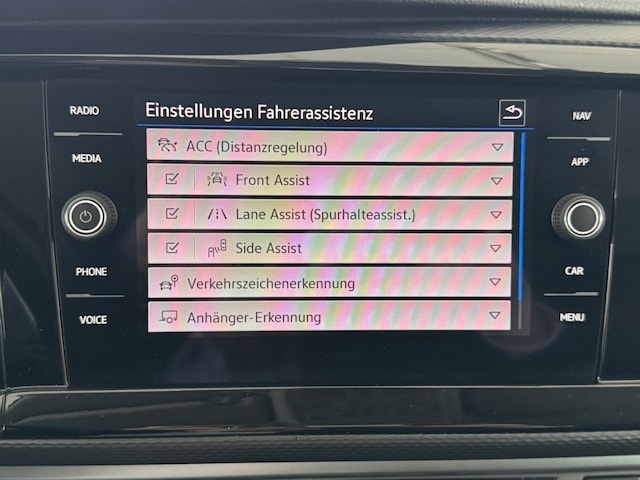 Einstellungen Fahrerassistenz
RADIO
MEDIA
PHONE
VOICE
ACC (Distanzregelung)
Front Assist
Lane Assist (Spurhalteassist.)
Side Assist
Verkehrszeichenerkennung
Anhänger-Erkennung
NAV
APP
CAR
MENU